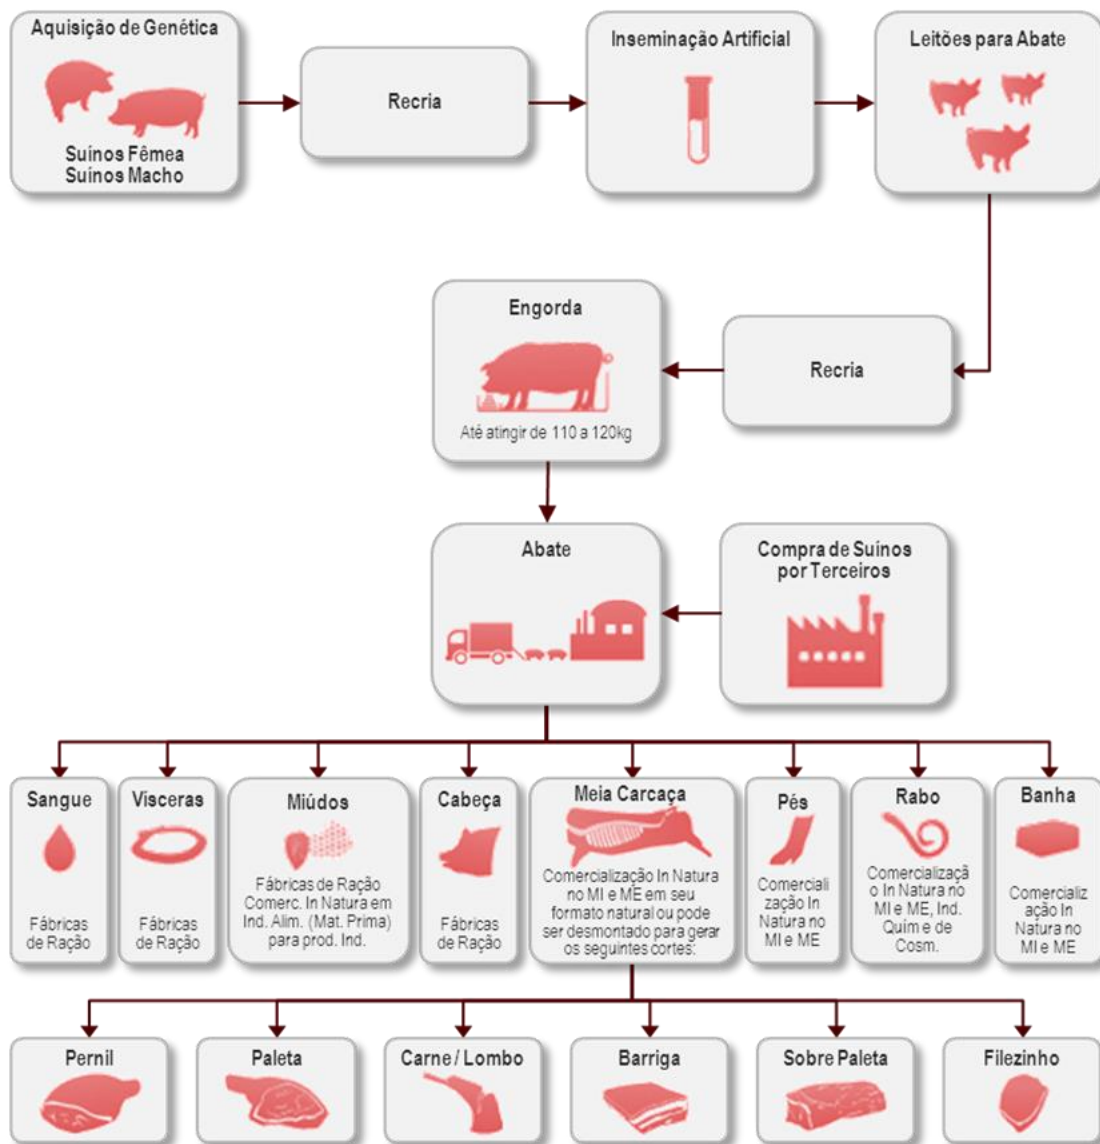 Aquisição de Genética
Suínos Fêmea
Suínos Macho
Recria
Inseminação Artificial
Leitões para Abate
Engorda
Até atingir de 110 a 120kg
Recria
Abate
Compra de Suínos
por Terceiros
Sangue
Fábricas
de Ração
Vísceras
Fábricas
de Ração
Miúdos
Fábricas de Ração
Comerc. In Natura em
Ind. Alim. (Mat. Prima)
para prod. Ind.
Cabeça
Fábricas
de Ração
Meia Carcaça
Comercialização In Natura
no MI e ME em seu
formato natural ou pode
ser desmontado para gerar
os seguintes cortes:
Pés
Comerciali
zação In
Natura no
MI e ME
Rabo
Comercializaçã
o In Natura no
MI e ME, Ind.
Quím e de
Cosm.
Banha
Comercializ
ação In
Natura no
MI e ME
Pernil
Paleta
Carne / Lombo
Barriga
Sobre Paleta
Filezinho